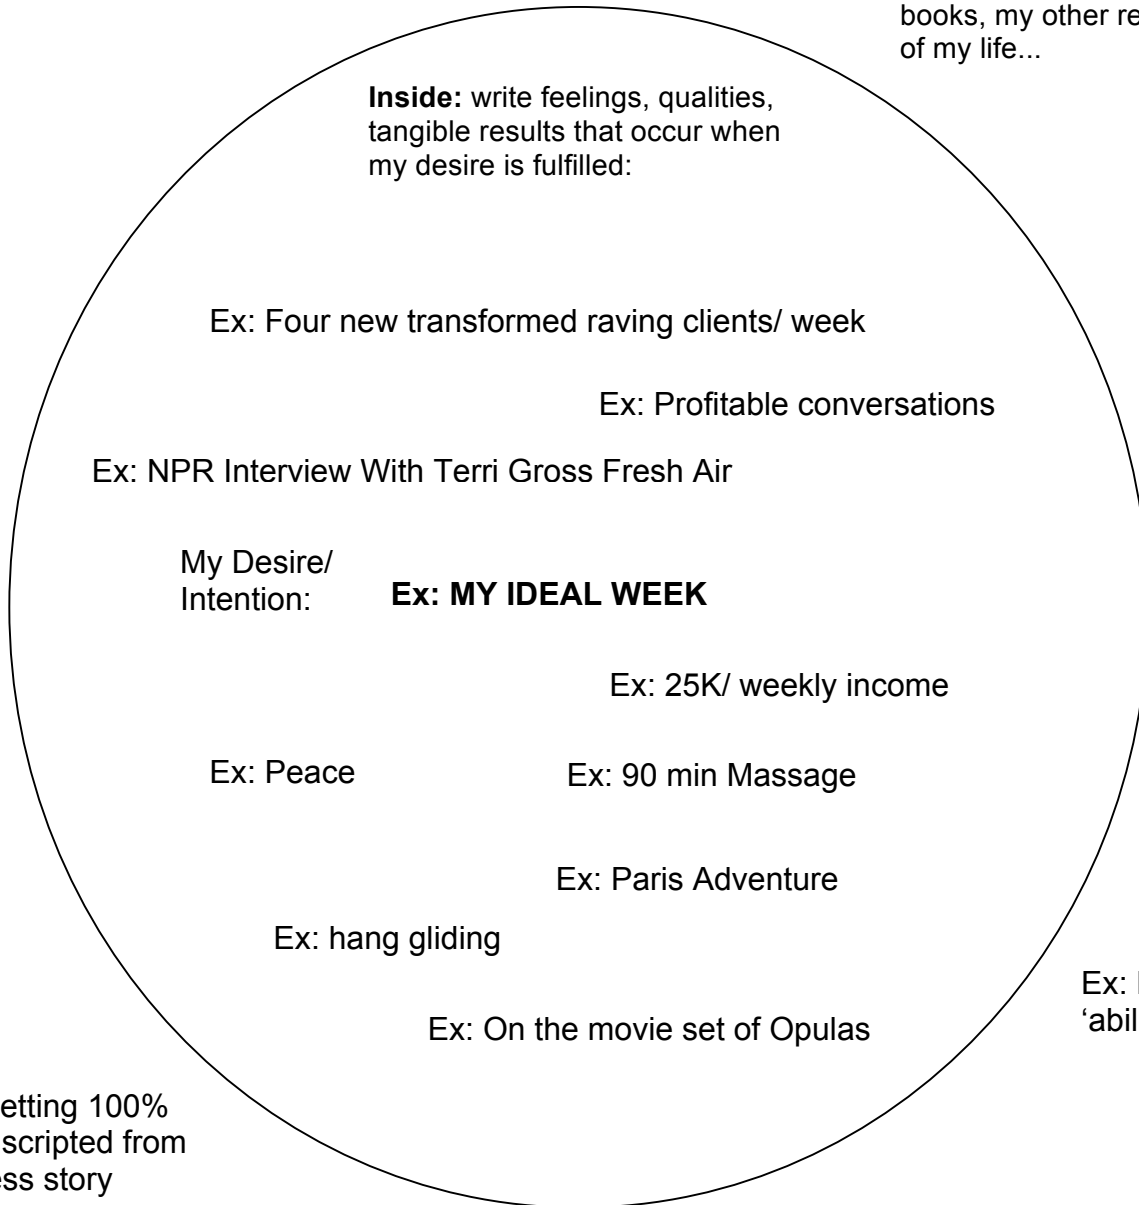 books, my other re
of my life...
Inside: write feelings, qualities,
tangible results that occur when
my desire is fulfilled:
Ex: Four new transformed raving clients/ week
Ex: Profitable conversations
Ex: NPR Interview With Terri Gross Fresh Air
My Desire/
Intention:
Ex: MY IDEAL WEEK
Ex: 25K/ weekly income
Ex: Peace
Ex: 90 min Massage
Ex: Paris Adventure
Ex: hang gliding
Ex:
‘abil
Ex: On the movie set of Opulas
etting 100%
scripted from
ess story